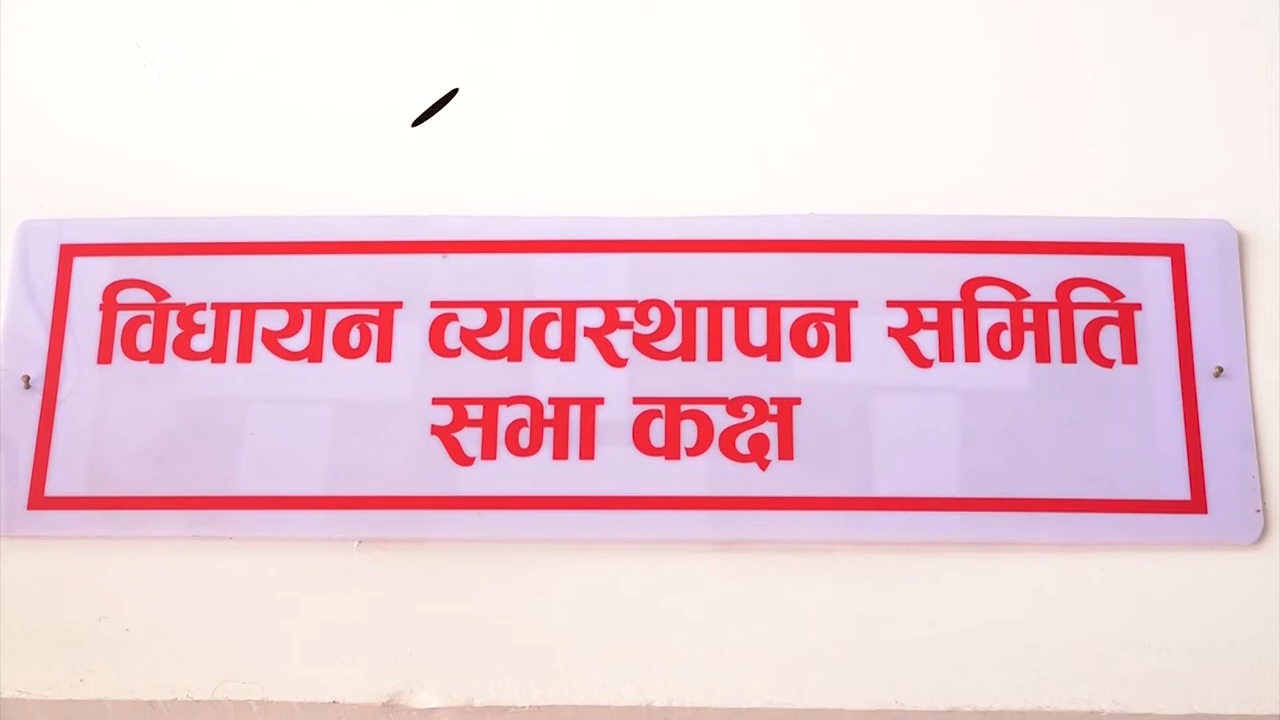 विधायन व्यवस्थापन समिति
सभा कक्ष